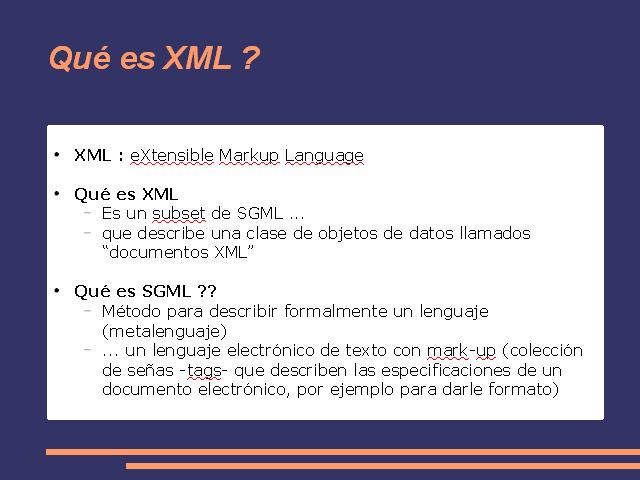 Qué es XML ?
• XML : eXtensible Markup Language
• Qué es XML
– Es un subset de SGML ...
– que describe una clase de objetos de datos llamados
“documentos XML”
• Qué es SGML ??
– Método para describir formalmente un lenguaje
(metalenguaje)
– ... un lenguaje electrónico de texto con mark-up (colección
de señas -tags- que describen las especificaciones de un
documento electrónico, por ejemplo para darle formato)